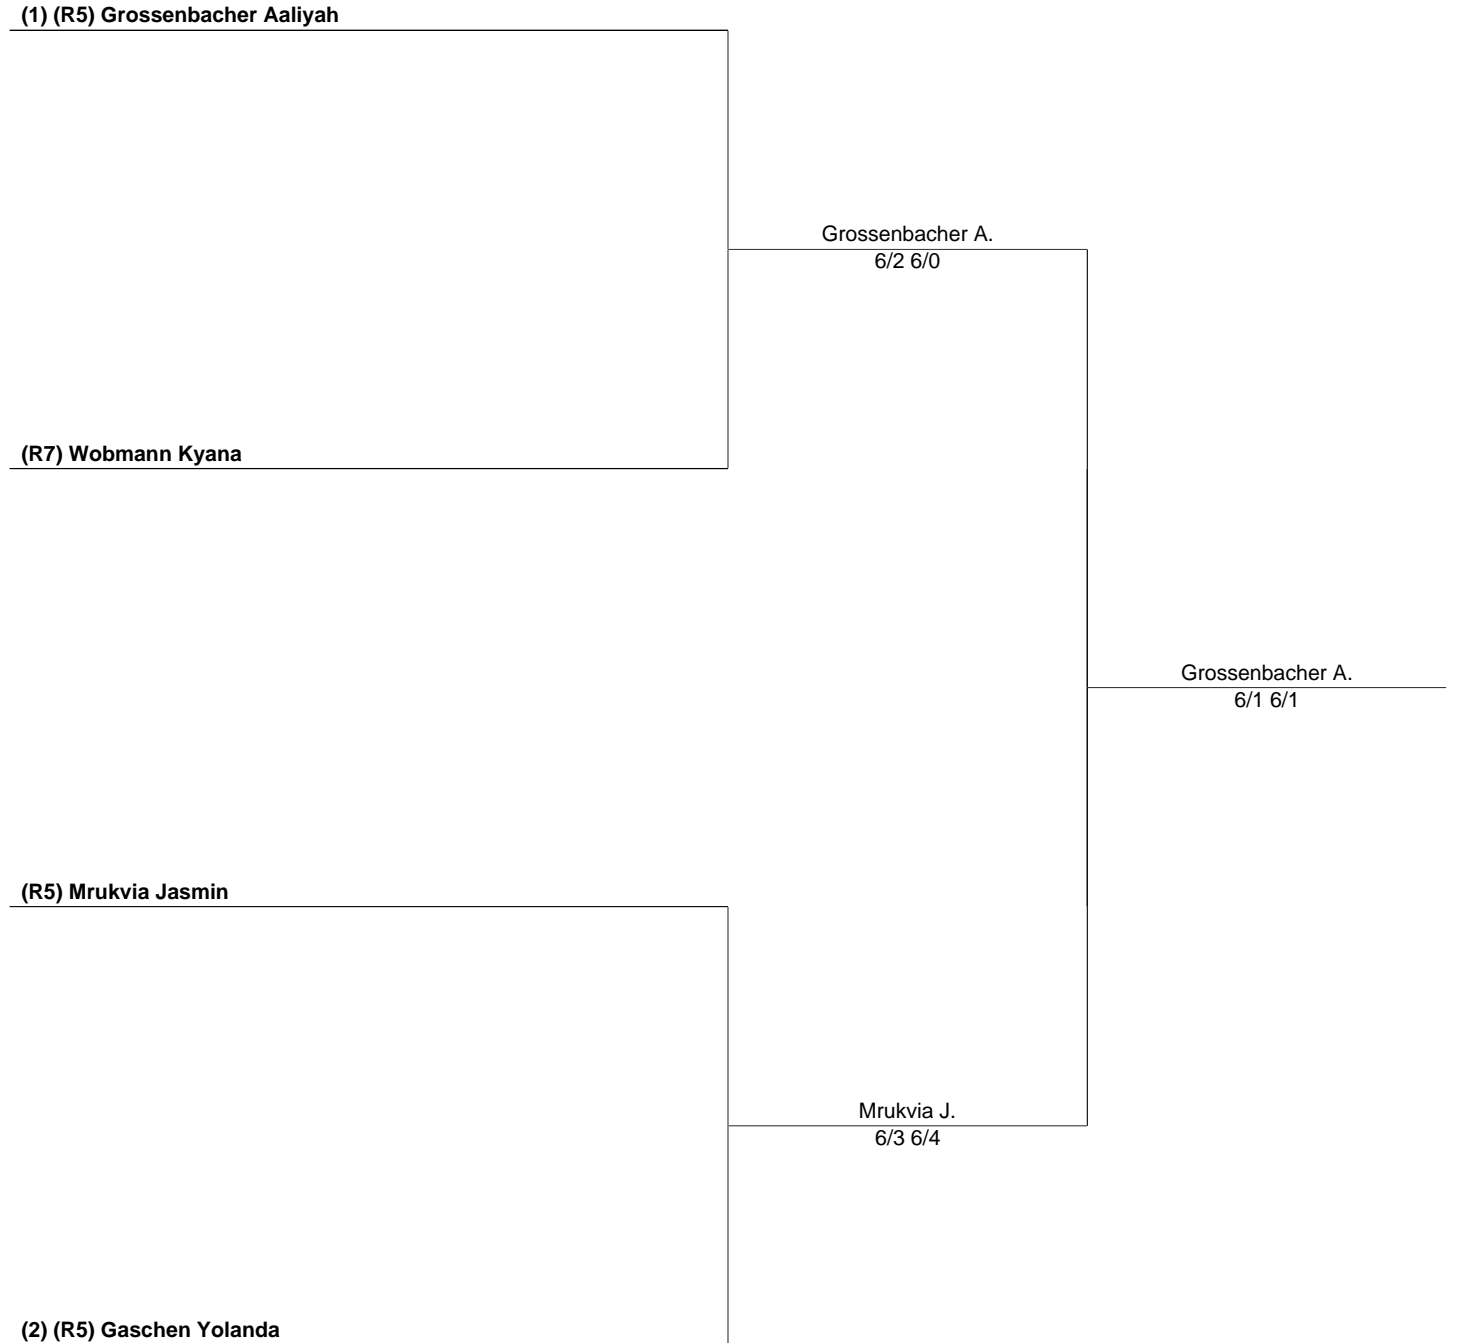 (1) (R5) Grossenbacher Aaliyah
Grossenbacher A.
6/2 6/0
(R7) Wobmann Kyana
Grossenbacher A.
6/1 6/1
(R5) Mrukvia Jasmin
Mrukvia J.
6/3 6/4
(2) (R5) Gaschen Yolanda